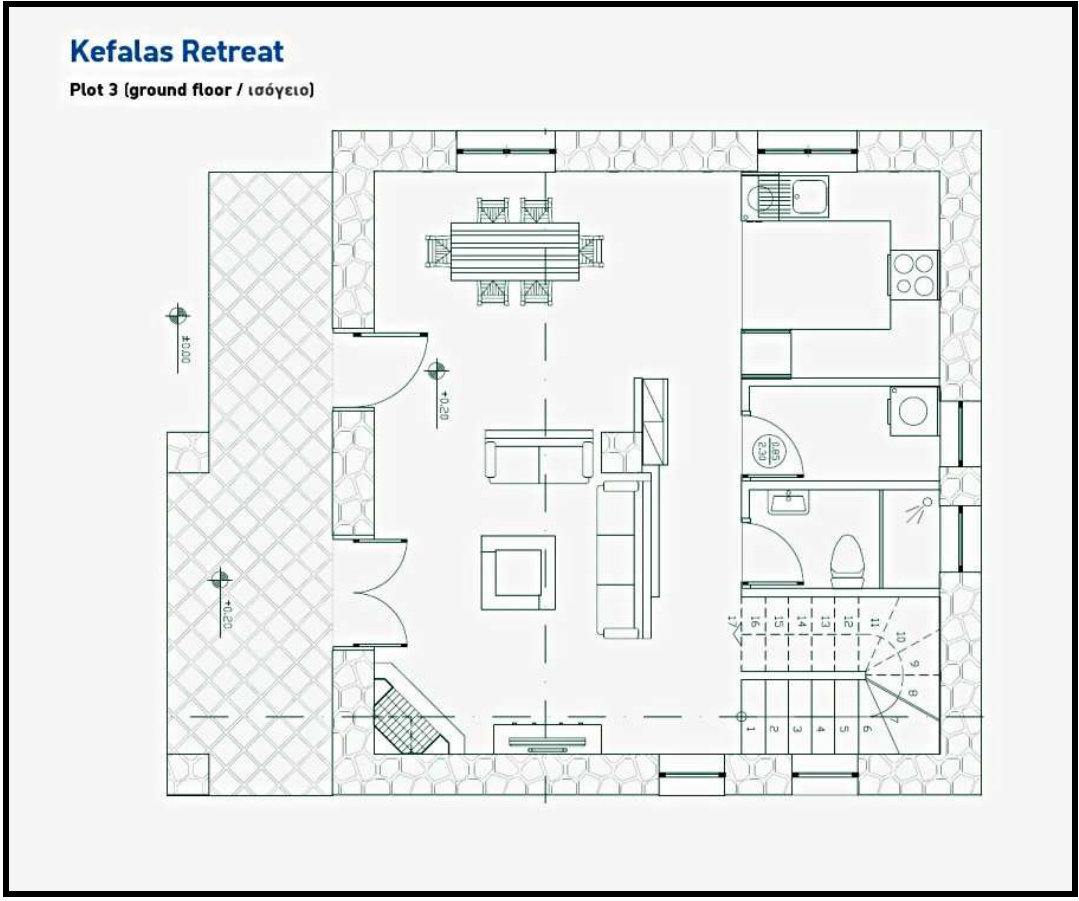 Kefalas Retreat
Plot 3 (ground floor / ισόγειο)
±0.00
+0.20
0.85
2.30
+0.20
17 16 15 14 13 12 11 10
9
8
7
1 2 3 4 5 6